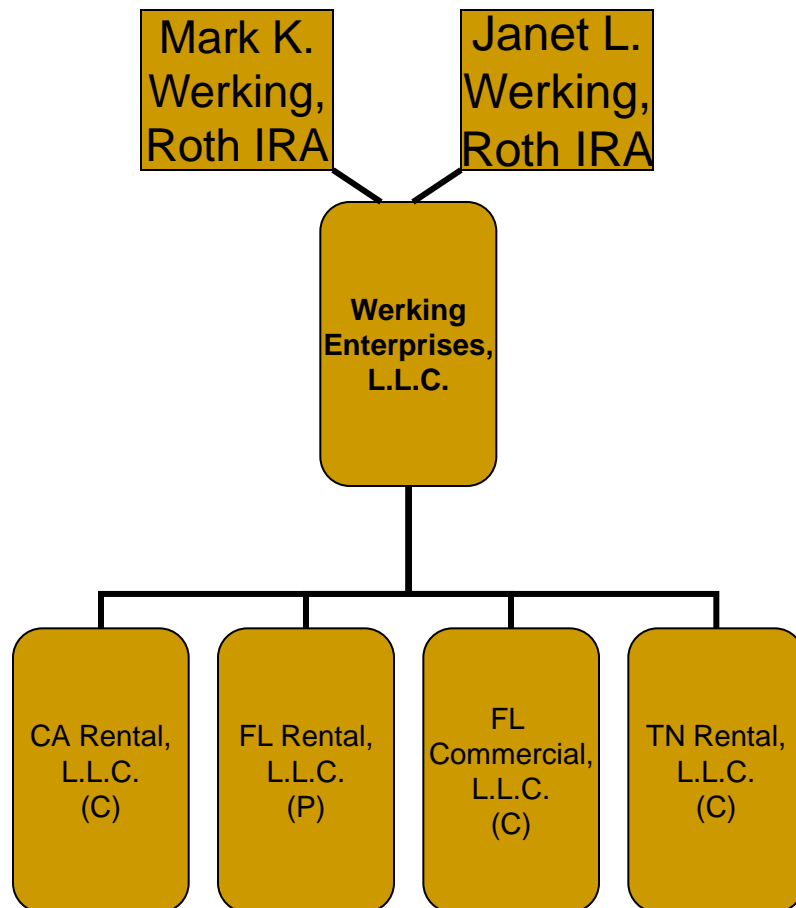 Mark K.
Werking,
Roth IRA
Janet L.
Werking,
Roth IRA
Werking
Enterprises,
L.L.C.
CA Rental,
L.L.C.
(C)
FL Rental,
L.L.C.
(P)
FL
Commercial,
L.L.C.
(C)
TN Rental,
L.L.C.
(C)